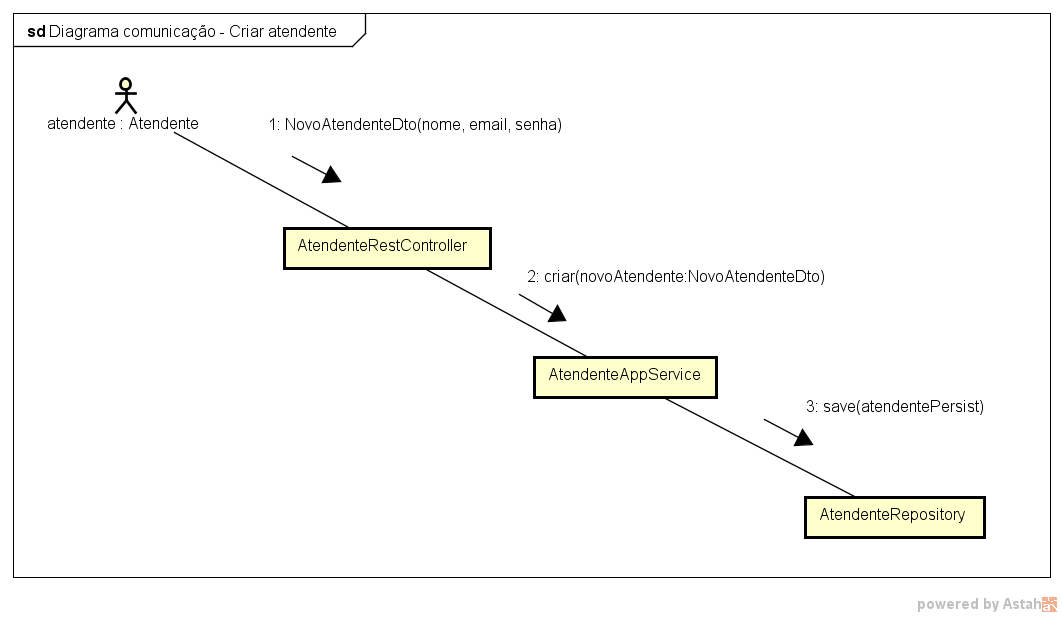 sd Diagrama comunicação - Criar atendente
atendente : Atendente
1: NovoAtendenteDto(nome, email, senha)
AtendenteRestController
2: criar(novoAtendente:NovoAtendenteDto)
AtendenteAppService
3: save(atendentePersist)
AtendenteRepository
powered by Astah